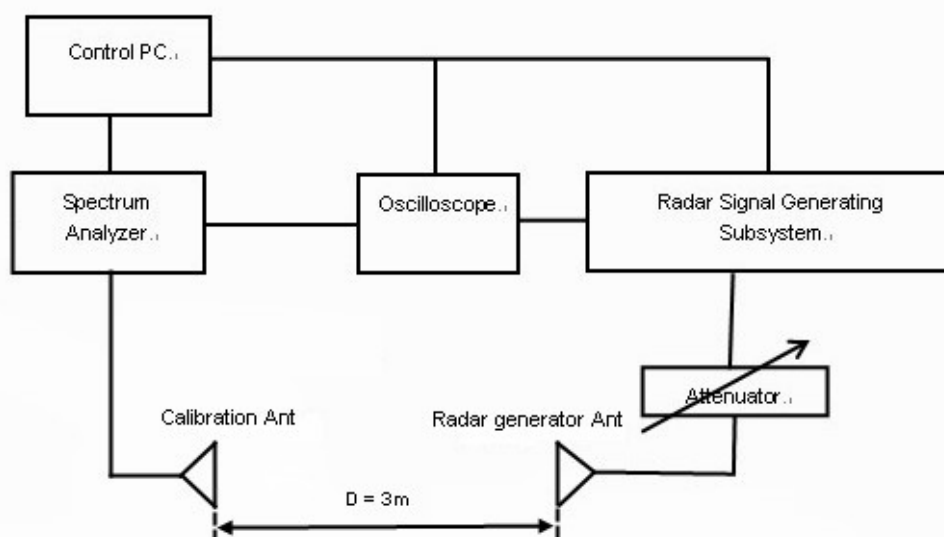 Control PC.
Spectrum
Analyzer.
Oscilloscope.
Radar Signal Generating
Subsystem.
Attenuator.
Calibration Ant
Radar generator Ant
D = 3m